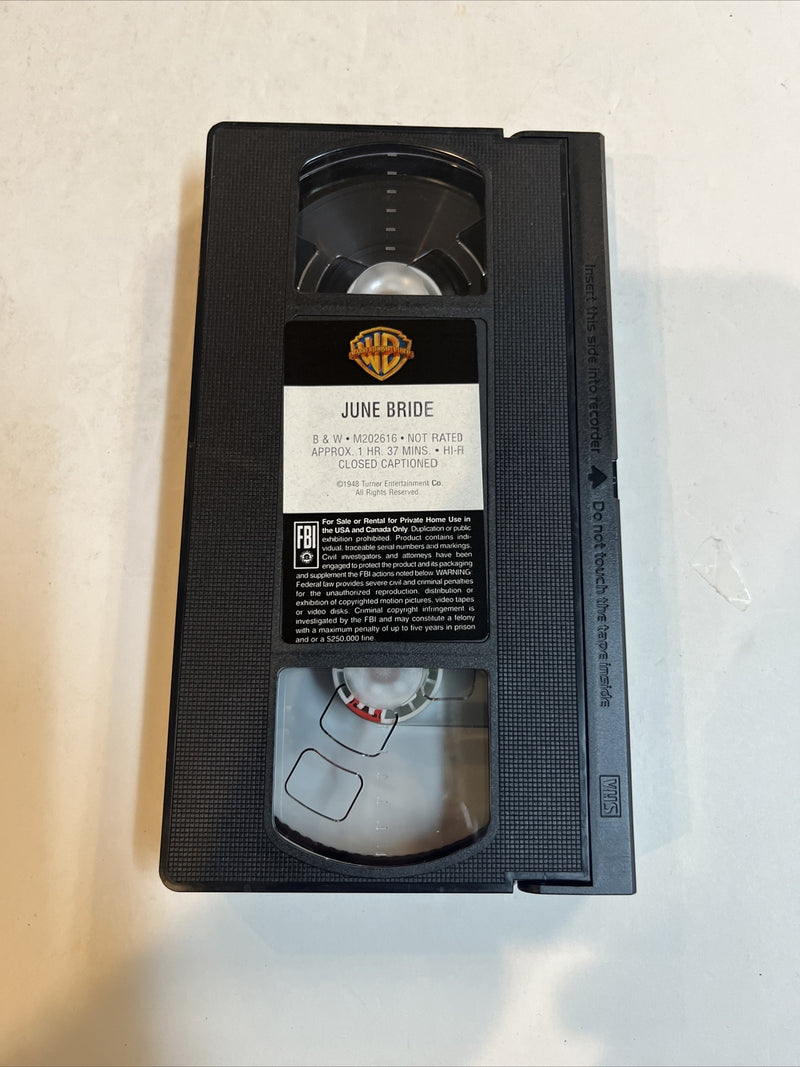 WB
WARNER HOME VIDEO
JUNE BRIDE
B & W • M202616 • NOT RATED
APPROX. 1 HR. 37 MINS. • HI-FI
CLOSED CAPTIONED
©1948 Turner Entertainment Co.
All Rights Reserved.
FBI
For Sale or Rental for Private Home Use in
the USA and Canada Only. Duplication or public
exhibition prohibited. Product contains indi-
vidual, traceable serial numbers and markings.
Civil investigators and attorneys have been
engaged to protect the product and its packaging
and supplement the FBI actions noted below. WARNING:
Federal law provides severe civil and criminal penalties
for the unauthorized reproduction, distribution or
exhibition of copyrighted motion pictures, video tapes
or video disks. Criminal copyright infringement is
investigated by the FBI and may constitute a felony
with a maximum penalty of up to five years in prison
and or a $250,000 fine.
Insert this side into recorder
Do not touch the tape inside
VHS